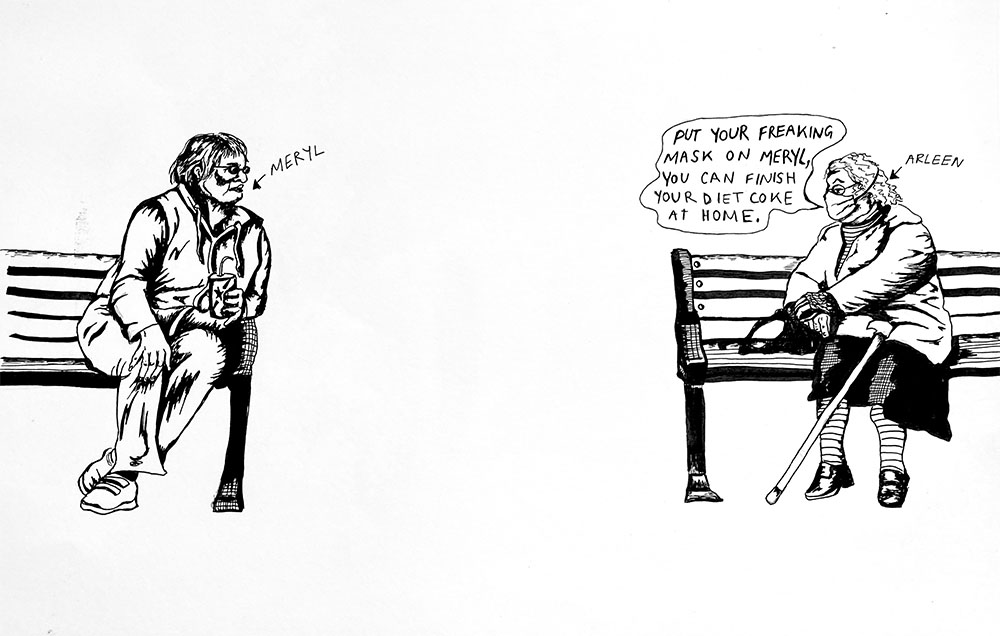 MERYL
PUT YOUR FREAKING
MASK ON MERYL,
YOU CAN FINISH
YOUR DIET COKE
AT HOME.
ARLEEN